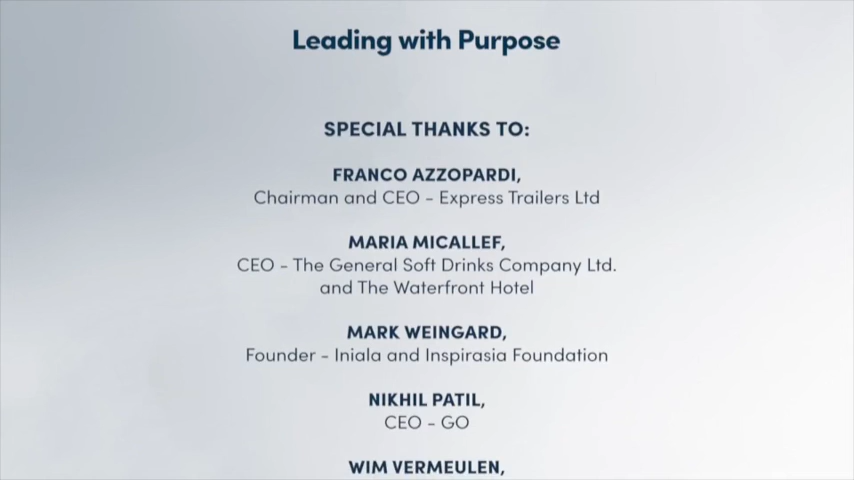 Leading with Purpose
SPECIAL THANKS TO:
FRANCO AZZOPARDI,
Chairman and CEO - Express Trailers Ltd
MARIA MICALLEF,
CEO - The General Soft Drinks Company Ltd.
and The Waterfront Hotel
MARK WEINGARD,
Founder - Iniala and Inspirasia Foundation
NIKHIL PATIL,
CEO - GO
WIM VERMEULEN,